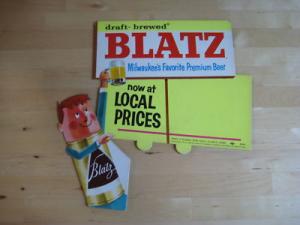 draft-brewed®
BLATZ
Milwaukee's Favorite Premium Beer
now at
LOCAL
PRICES
Blatz